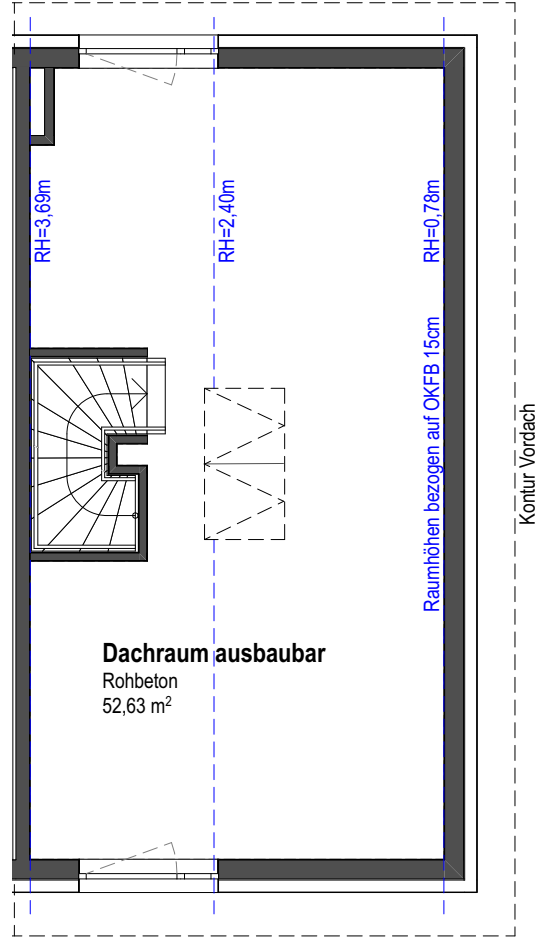 RH=3,69m
RH=2,40m
RH=0,78m
Raumhöhen bezogen auf OKFB 15cm
Kontur Vordach
Dachraum ausbaubar
Rohbeton
52,63 m²